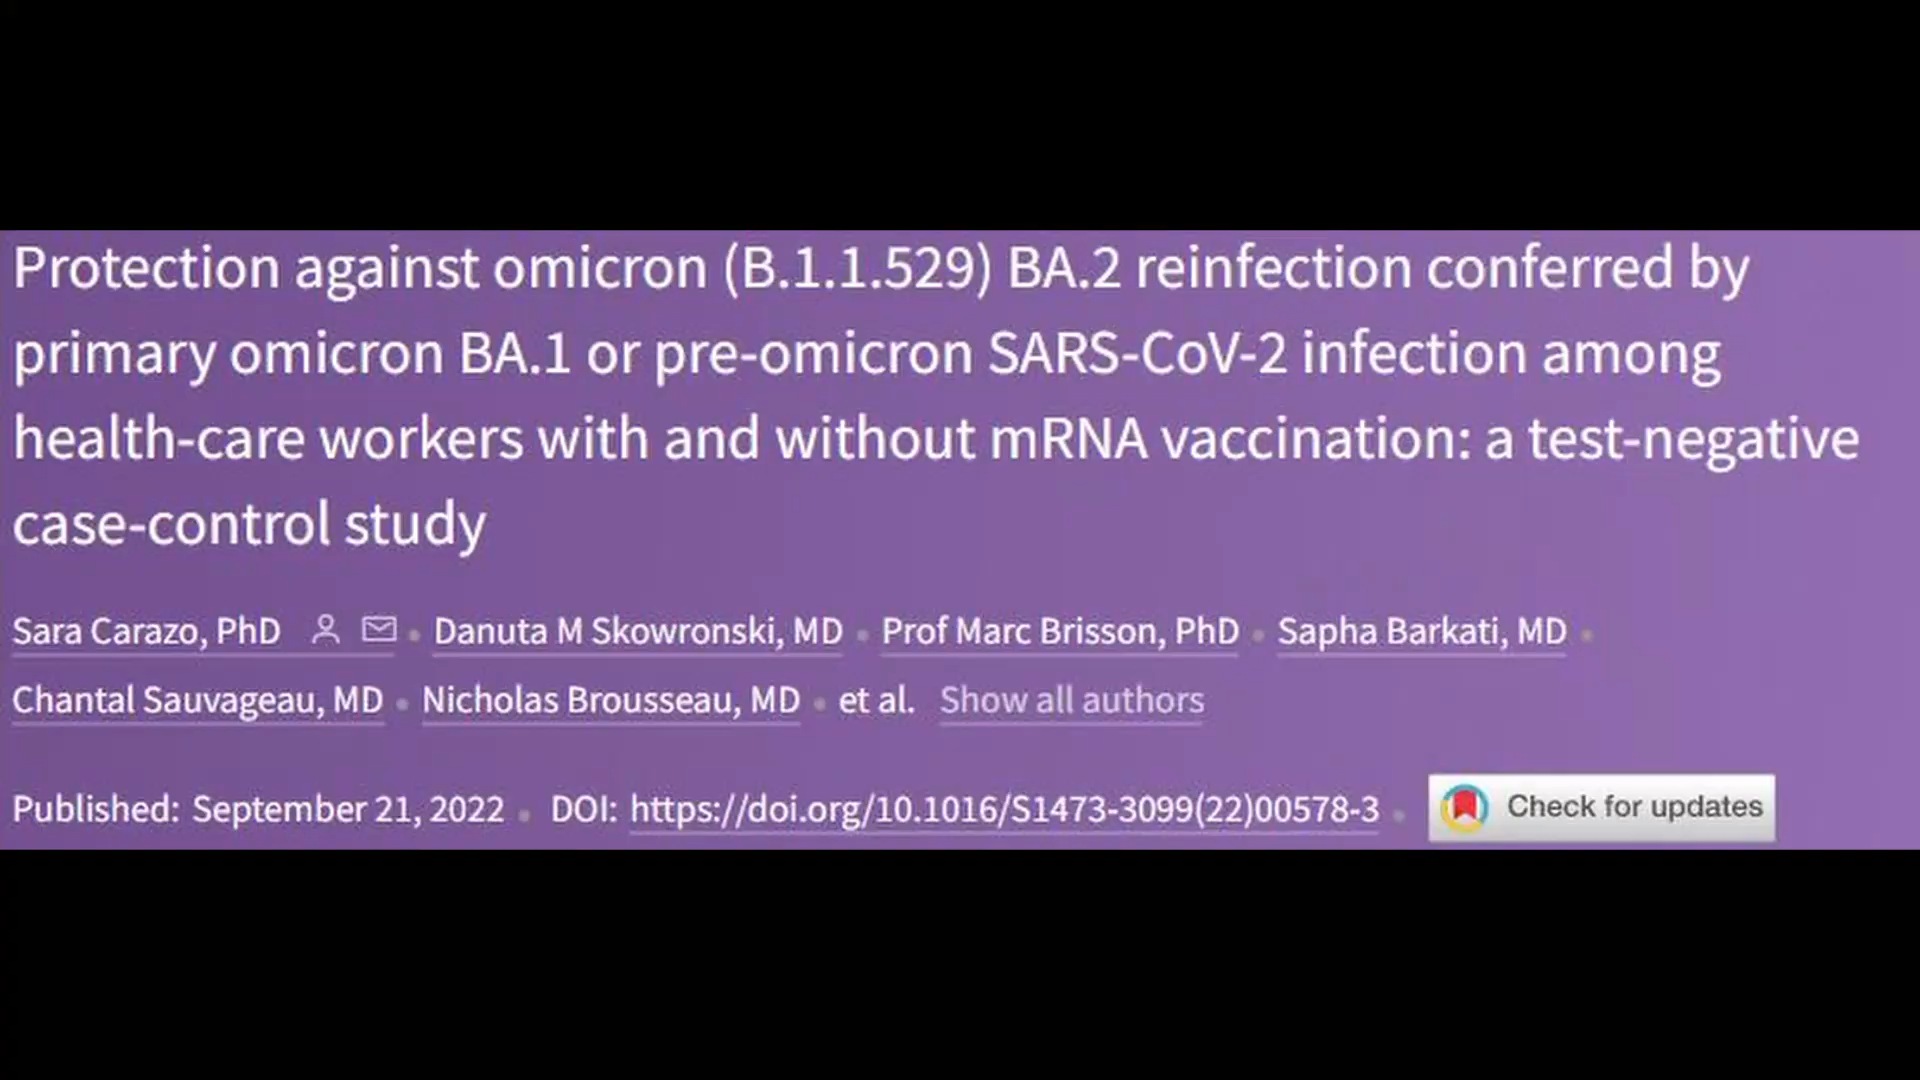 Protection against omicron (B.1.1.529) BA.2 reinfection conferred by
primary omicron BA.1 or pre-omicron SARS-CoV-2 infection among
health-care workers with and without mRNA vaccination: a test-negative
case-control study
Sara Carazo, PhD • Danuta M Skowronski, MD • Prof Marc Brisson, PhD • Sapha Barkati, MD •
Chantal Sauvageau, MD • Nicholas Brousseau, MD • et al. Show all authors
Published: September 21, 2022 • DOI: https://doi.org/10.1016/S1473-3099(22)00578-3 • Check for updates